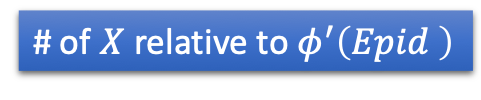 # of X relative to ϕ′(Epid )